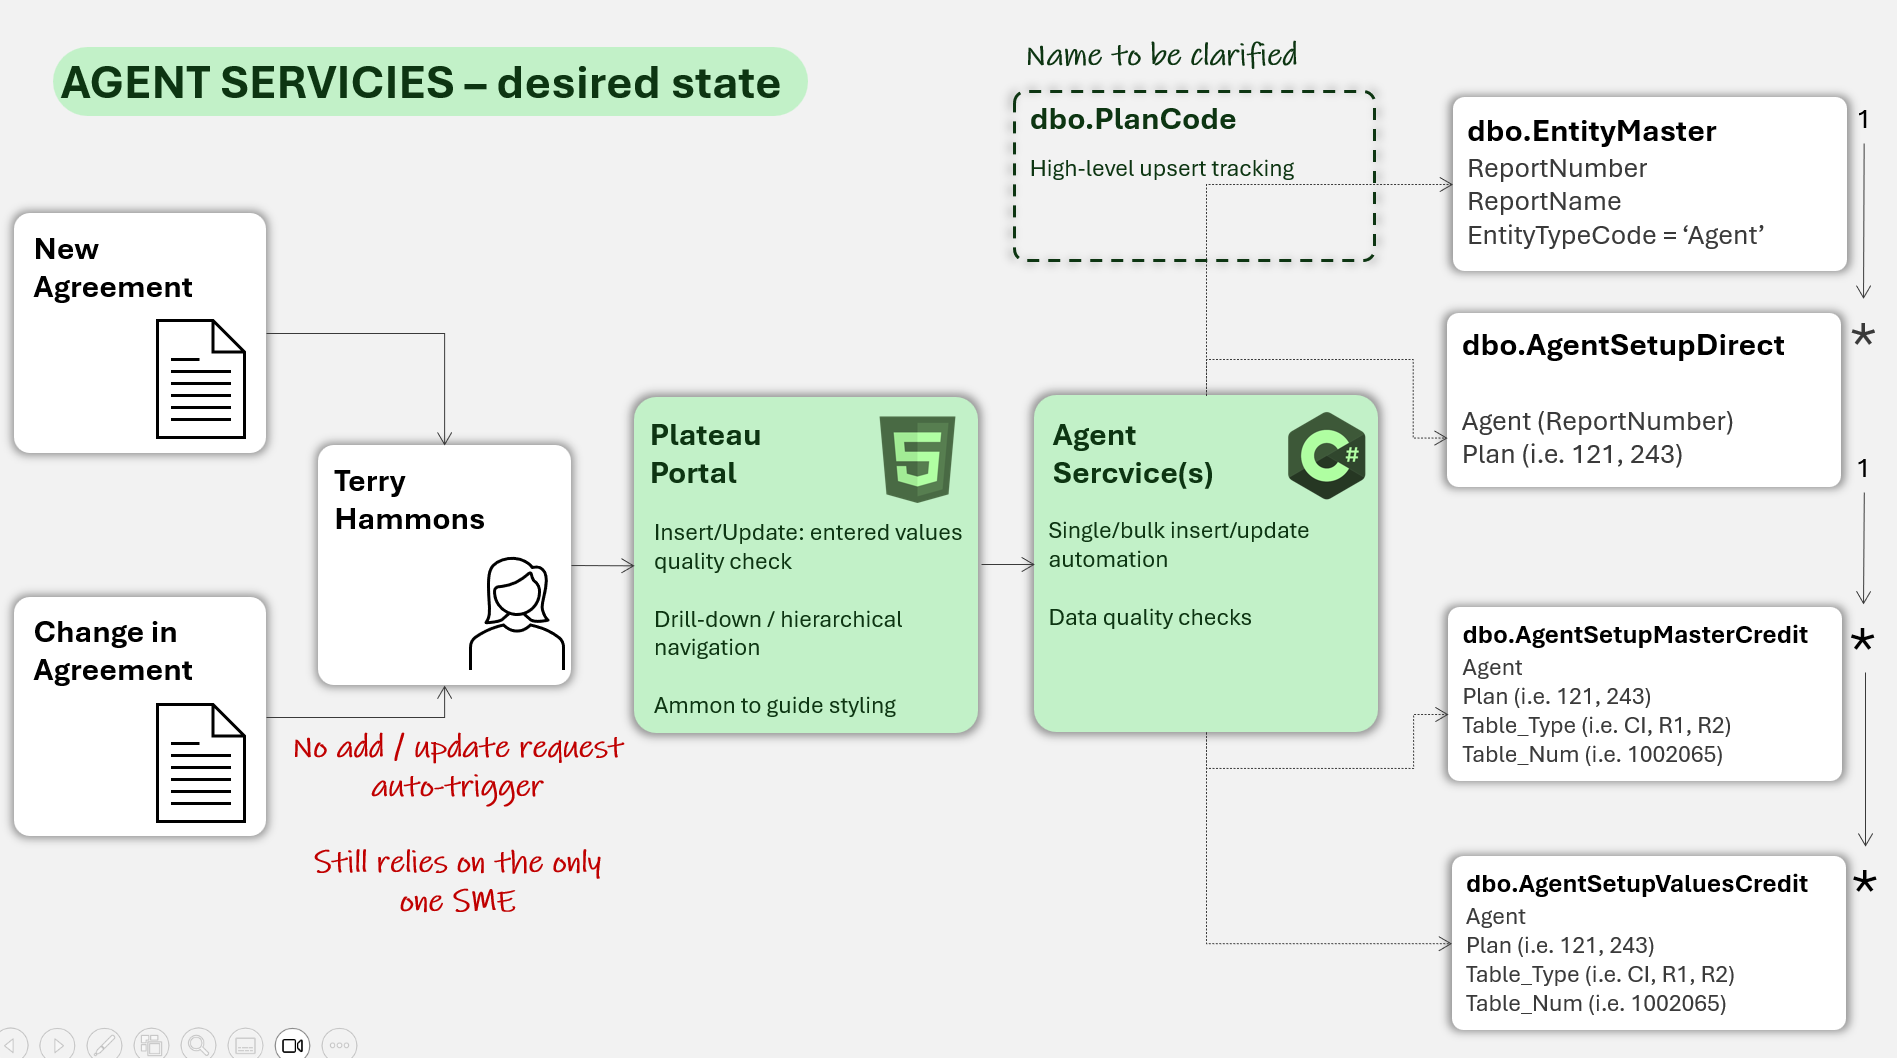 AGENT SERVICIES – desired state
New
Agreement
Change in
Agreement
Terry
Hammons
No add / update request
auto-trigger
Still relies on the only
one SME
Plateau
Portal
5
Insert/Update: entered values
quality check
Drill-down / hierarchical
navigation
Ammon to guide styling
Agent
Sercvice(s)
C#
Single/bulk insert/update
automation
Data quality checks
Name to be clarified
dbo.PlanCode
High-level upsert tracking
dbo.EntityMaster
ReportNumber
ReportName
EntityTypeCode = ‘Agent’
1
*
dbo.AgentSetupDirect
Agent (ReportNumber)
Plan (i.e. 121, 243)
1
*
dbo.AgentSetupMasterCredit
Agent
Plan (i.e. 121, 243)
Table_Type (i.e. CI, R1, R2)
Table_Num (i.e. 1002065)
*
dbo.AgentSetupValuesCredit
Agent
Plan (i.e. 121, 243)
Table_Type (i.e. CI, R1, R2)
Table_Num (i.e. 1002065)